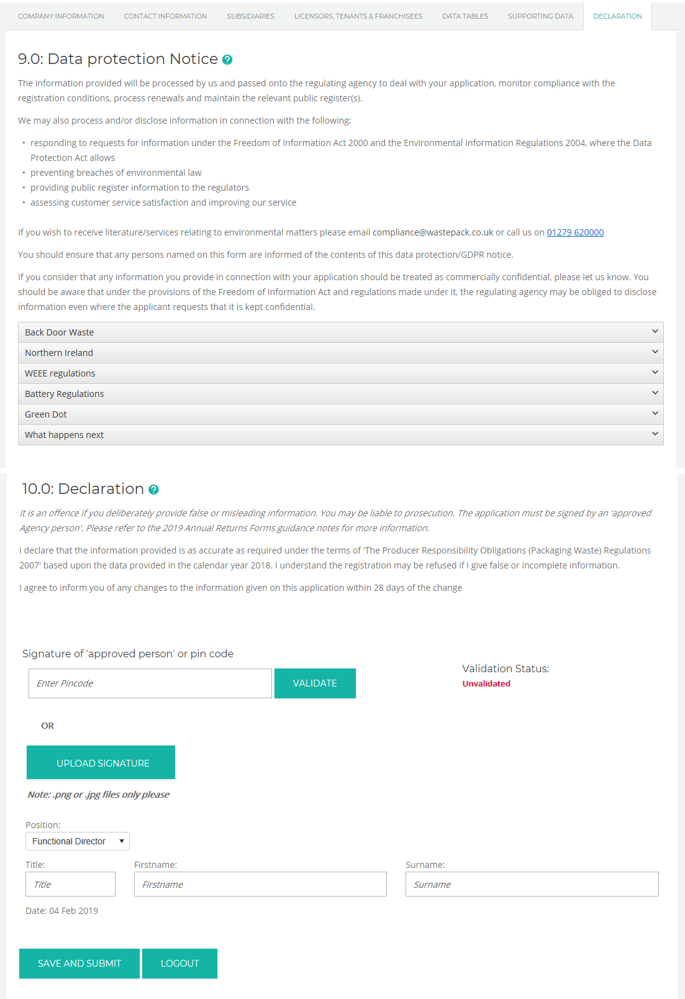 COMPANY INFORMATION CONTACT INFORMATION SUBSIDIARIES LICENSORS, TENANTS & FRANCHISEES DATA TABLES SUPPORTING DATA DECLARATION
9.0: Data protection Notice ?
The information provided will be processed by us and passed onto the regulating agency to deal with your application, monitor compliance with the
registration conditions, process renewals and maintain the relevant public register(s).
We may also process and/or disclose information in connection with the following:
• responding to requests for information under the Freedom of Information Act 2000 and the Environmental Information Regulations 2004, where the Data
Protection Act allows
• preventing breaches of environmental law
• providing public register information to the regulators
• assessing customer service satisfaction and improving our service
If you wish to receive literature/services relating to environmental matters please email compliance@wastepack.co.uk or call us on 01279 620000
You should ensure that any persons named on this form are informed of the contents of this data protection/GDPR notice.
If you consider that any information you provide in connection with your application should be treated as commercially confidential, please let us know. You
should be aware that under the provisions of the Freedom of Information Act and regulations made under it, the regulating agency may be obliged to disclose
information even where the applicant requests that it is kept confidential.
Back Door Waste
Northern Ireland
WEEE regulations
Battery Regulations
Green Dot
What happens next
10.0: Declaration ?
It is an offence if you deliberately provide false or misleading information. You may be liable to prosecution. The application must be signed by an 'approved
Agency person'. Please refer to the 2019 Annual Returns Forms guidance notes for more information.
I declare that the information provided is as accurate as required under the terms of 'The Producer Responsibility Obligations (Packaging Waste) Regulations
2007' based upon the data provided in the calendar year 2018. I understand the registration may be refused if I give false or incomplete information.
I agree to inform you of any changes to the information given on this application within 28 days of the change
Signature of 'approved person' or pin code
Validation Status:
Enter Pincode VALIDATE
Unvalidated
OR
UPLOAD SIGNATURE
Note: .png or .jpg files only please
Position:
Functional Director
Title: Firstname: Surname:
Title Firstname Surname
Date: 04 Feb 2019
SAVE AND SUBMIT LOGOUT